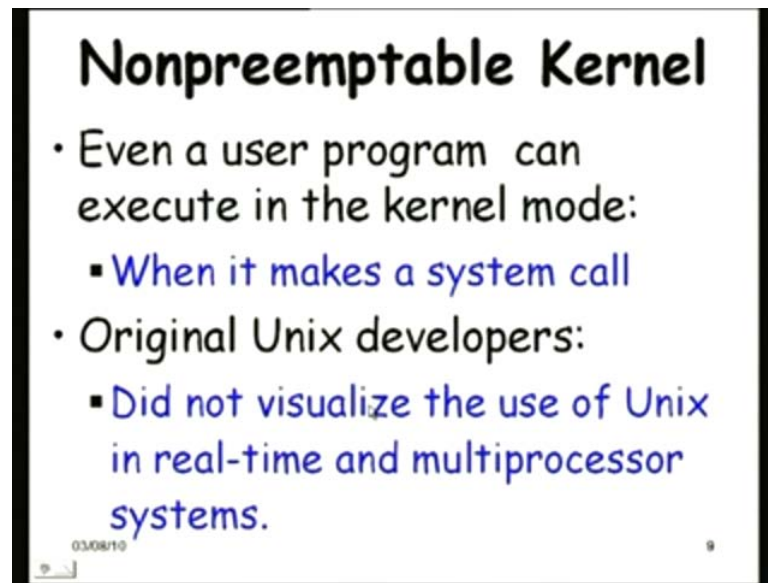 Nonpreemptable Kernel
• Even a user program can
execute in the kernel mode:
▪ When it makes a system call
• Original Unix developers:
▪ Did not visualize the use of Unix
in real-time and multiprocessor
systems.
03/08/10
9